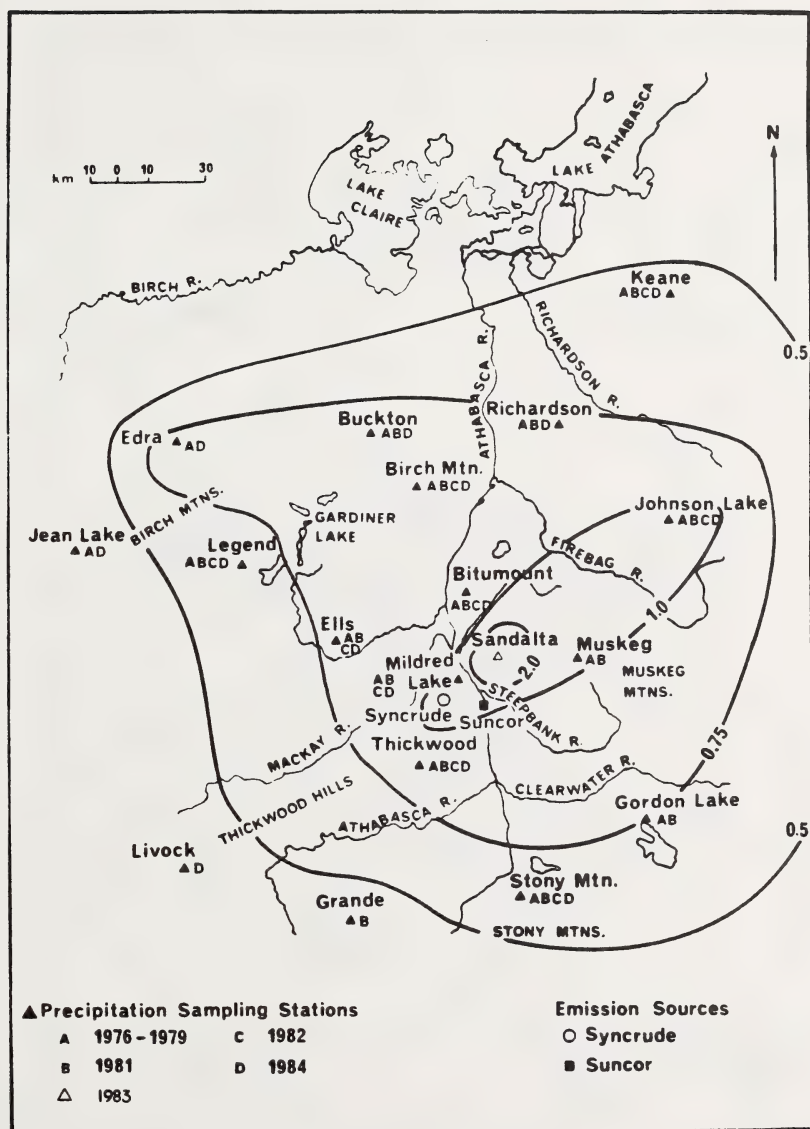 N
LAKE ATHABASCA
10 0 10 30
km
LAKE
CLAIRE
BIRCH R.
Keane
ABCD
0.5
RICHARDSON R.
ATHABASCA R.
Buckton
ABD
Richardson
ABD
Edra
AD
Birch Mtn.
ABCD
BIRCH MTNS.
Johnson Lake
ABCD
GARDINER
LAKE
Jean Lake
AD
Legend
ABCD
FIREBAG R.
Bitumount
ABCD
1.0
Ells
AB
CD
Sandalta
Muskeg
AB
MUSKEG
MTNS.
Mildred
Lake
AB
CD
2.0
STEEPBANK R.
Syncrude
Suncor
MACKAY R.
Thickwood
ABCD
0.75
CLEARWATER R.
THICKWOOD HILLS
ATHABASCA R.
Gordon Lake
AB
0.5
Livock
D
Stony Mtn.
ABCD
Grande
B
STONY MTNS.
Precipitation Sampling Stations
A 1976-1979
C 1982
B 1981
D 1984
1983
Emission Sources
Syncrude
Suncor